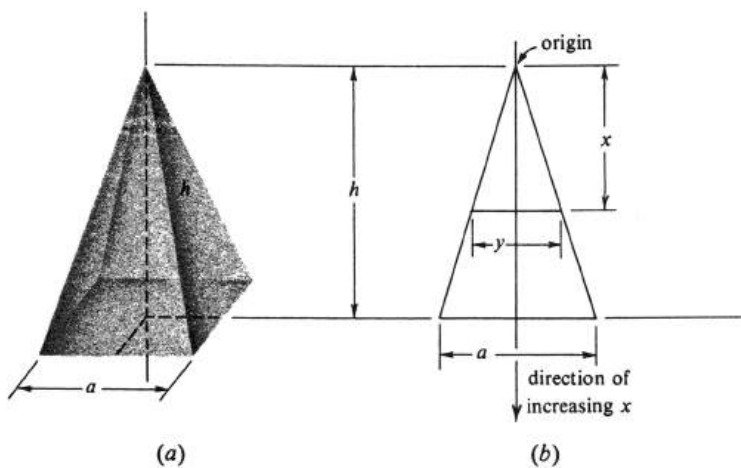 origin
x
h
h
y
a
a
direction of
increasing x
(a)
(b)